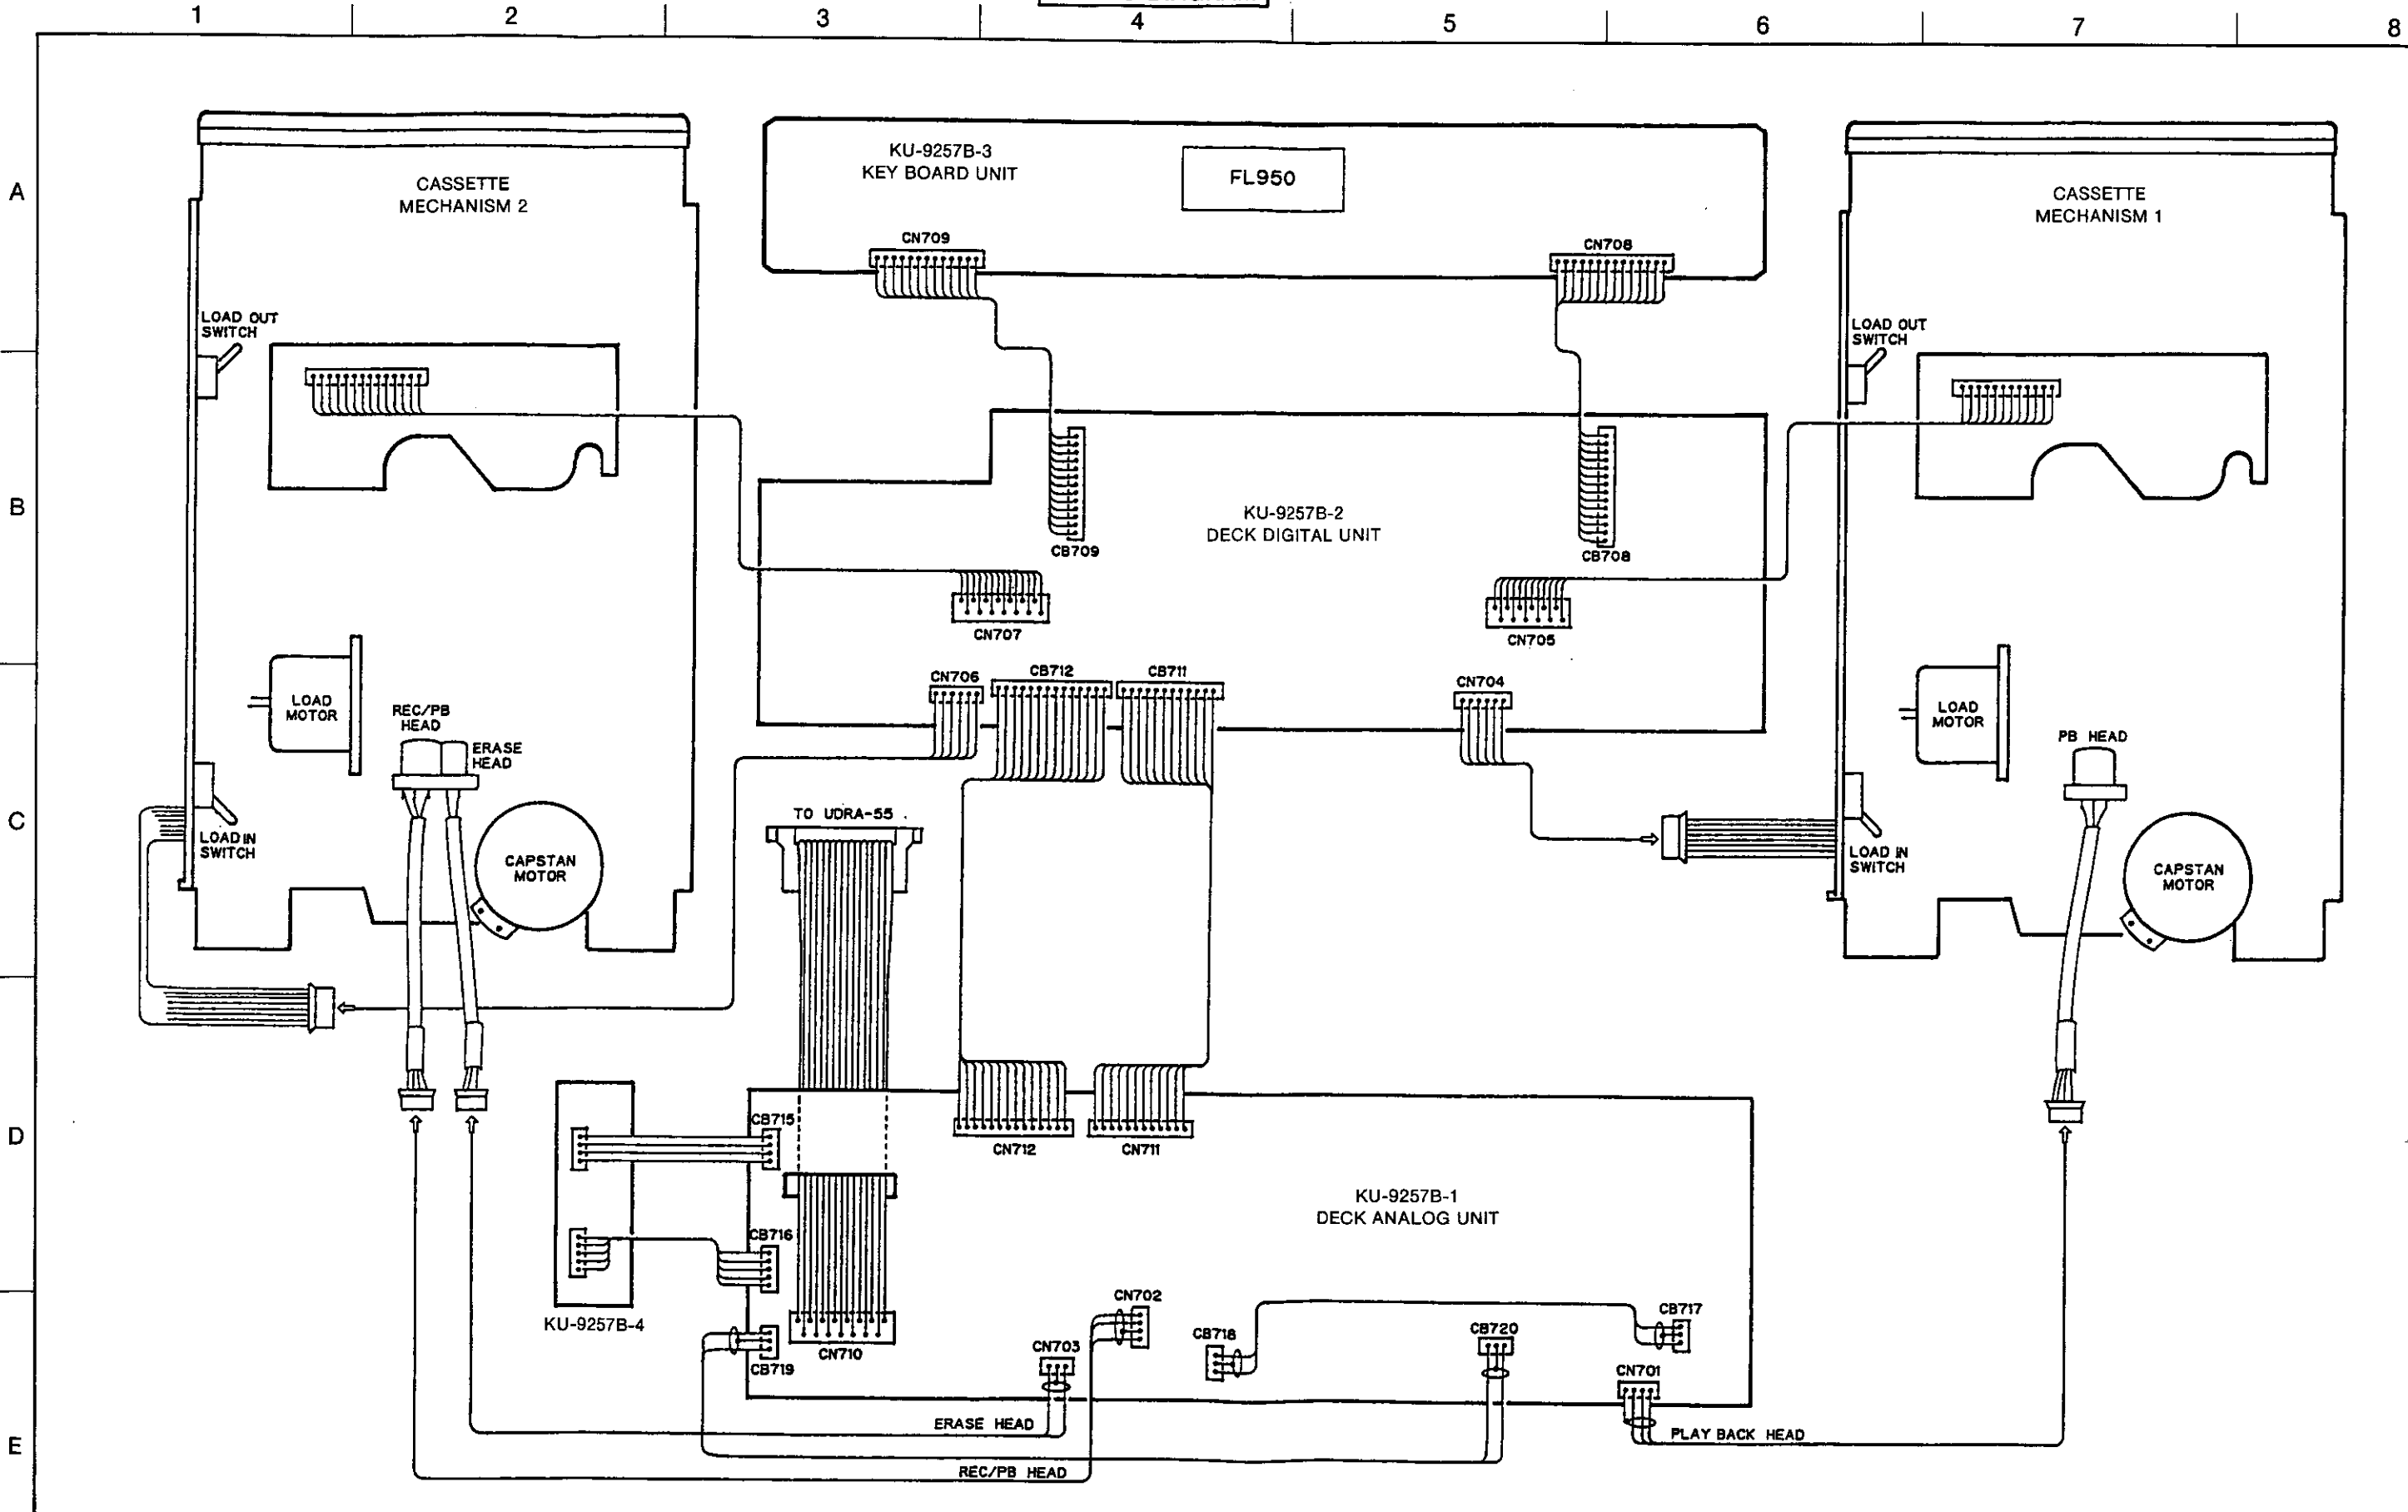 1 2 3 4 5 6 7 8
A
B
C
D
E
CASSETTE
MECHANISM 2
KU-9257B-3
KEY BOARD UNIT
FL950
CASSETTE
MECHANISM 1
CN709
CN708
LOAD OUT
SWITCH
LOAD OUT
SWITCH
KU-9257B-2
DECK DIGITAL UNIT
CB709
CB708
CN707
CN705
CN706
CB712
CB711
CN704
LOAD
MOTOR
REC/PB
HEAD
ERASE
HEAD
LOAD IN
SWITCH
CAPSTAN
MOTOR
TO UDRA-55
LOAD
MOTOR
PB HEAD
LOAD IN
SWITCH
CAPSTAN
MOTOR
CB715
CN712
CN711
KU-9257B-1
DECK ANALOG UNIT
CB716
KU-9257B-4
CB719
CN710
CN703
CN702
CB718
CB720
CB717
CN701
ERASE HEAD
PLAY BACK HEAD
REC/PB HEAD